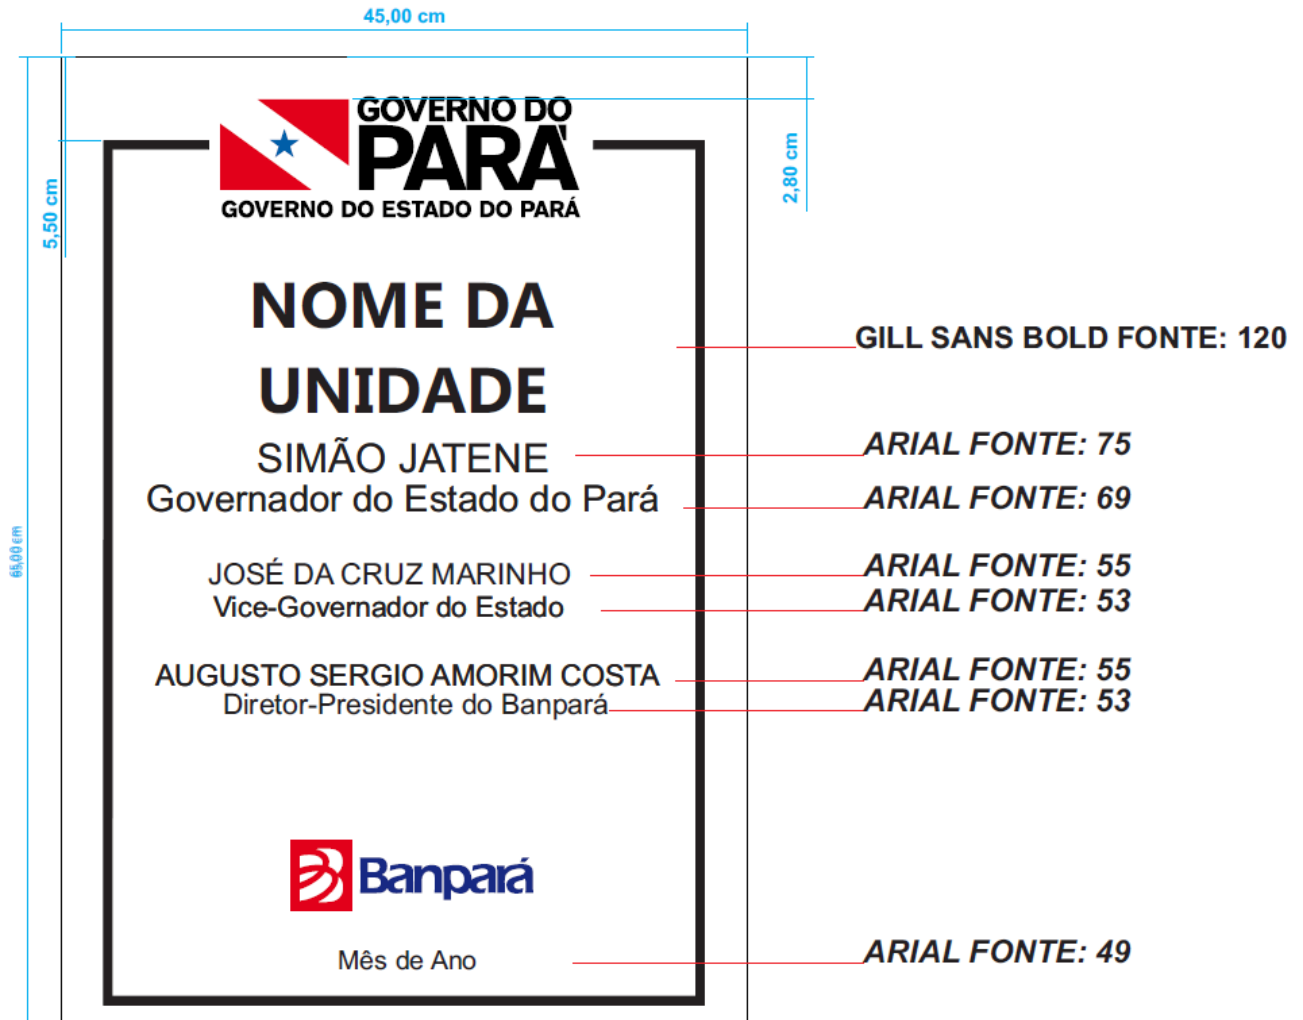 45,00 cm
GOVERNO DO
PARÁ
GOVERNO DO ESTADO DO PARÁ
2,80 cm
5,50 cm
NOME DA
UNIDADE
GILL SANS BOLD FONTE: 120
SIMÃO JATENE
ARIAL FONTE: 75
Governador do Estado do Pará
ARIAL FONTE: 69
65,00 cm
JOSÉ DA CRUZ MARINHO
ARIAL FONTE: 55
Vice-Governador do Estado
ARIAL FONTE: 53
AUGUSTO SERGIO AMORIM COSTA
ARIAL FONTE: 55
Diretor-Presidente do Banpará
ARIAL FONTE: 53
Banpará
Mês de Ano
ARIAL FONTE: 49